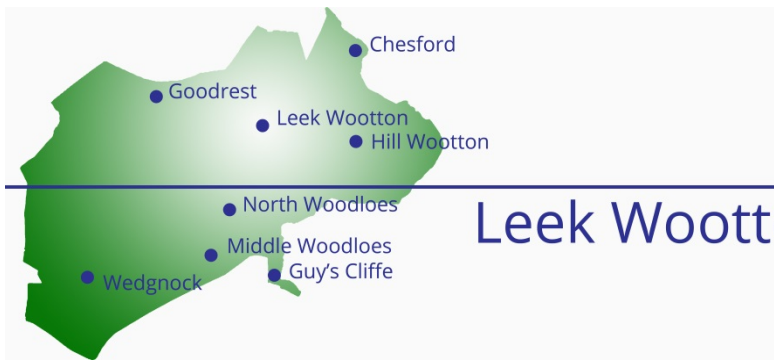 Chesford
Goodrest
Leek Wootton
Hill Wootton
North Woodloes
Leek Woott
Middle Woodloes
Guy's Cliffe
Wedgnock